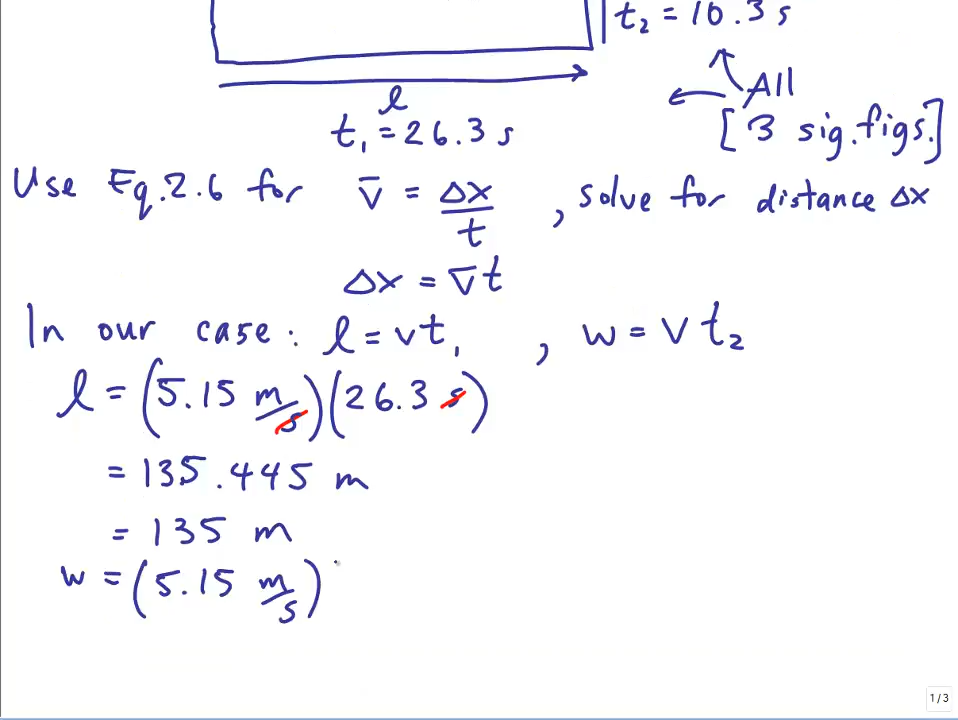 t₂ = 10.3 s
l
All
t₁ = 26.3 s
[3 sig.figs.]
Use Eq.2.6 for v̄ = Δx/t , solve for distance Δx
Δx = v̄t
In our case: l = vt₁ , w = v t₂
l = (5.15 m/s)(26.3 s)
= 135.445 m
= 135 m
w = (5.15 m/s)
1/3